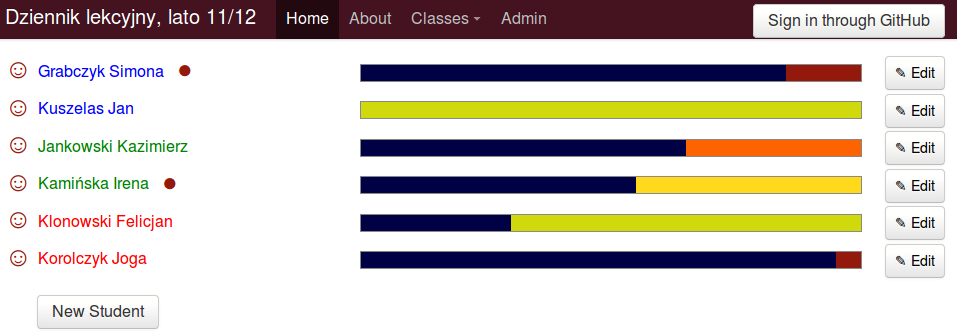 Dziennik lekcyjny, lato 11/12 Home About Classes Admin Sign in through GitHub
Grabczyk Simona Edit
Kuszelas Jan Edit
Jankowski Kazimierz Edit
Kamińska Irena Edit
Klonowski Felicjan Edit
Korolczyk Joga Edit
New Student